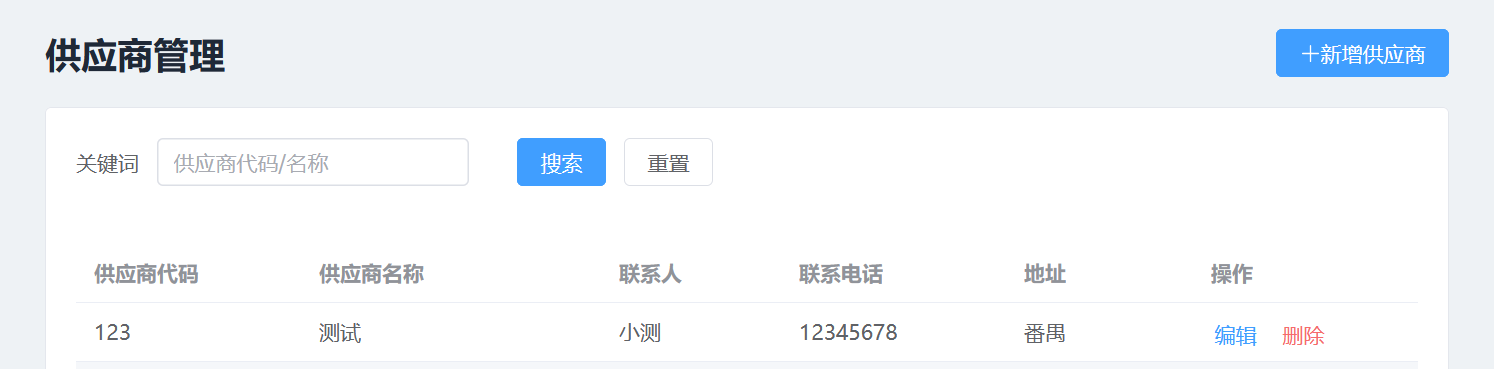 供应商管理
＋新增供应商
关键词 供应商代码/名称 搜索 重置
供应商代码 供应商名称 联系人 联系电话 地址 操作
123 测试 小测 12345678 番禺 编辑 删除